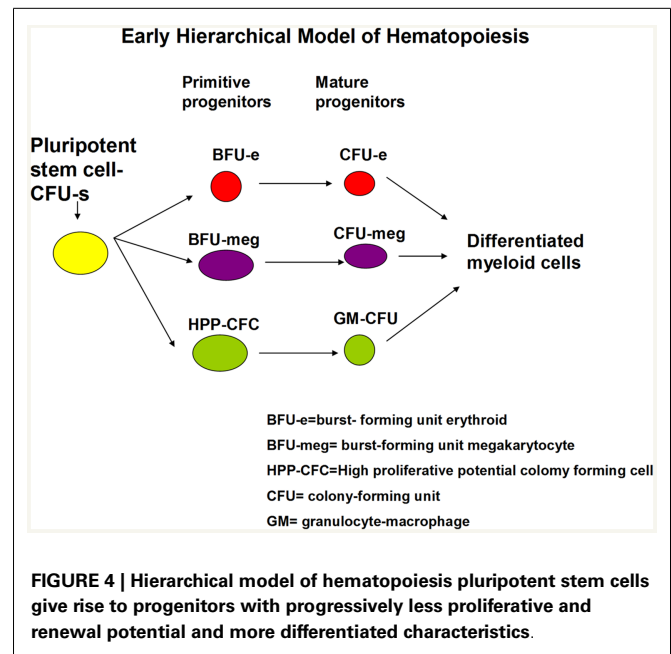 Early Hierarchical Model of Hematopoiesis
Primitive
progenitors
Mature
progenitors
Pluripotent
stem cell-
CFU-s
BFU-e
CFU-e
BFU-meg
CFU-meg
Differentiated
myeloid cells
HPP-CFC
GM-CFU
BFU-e=burst- forming unit erythroid
BFU-meg= burst-forming unit megakarytocyte
HPP-CFC=High proliferative potential colomy forming cell
CFU= colony-forming unit
GM= granulocyte-macrophage
FIGURE 4 | Hierarchical model of hematopoiesis pluripotent stem cells
give rise to progenitors with progressively less proliferative and
renewal potential and more differentiated characteristics.